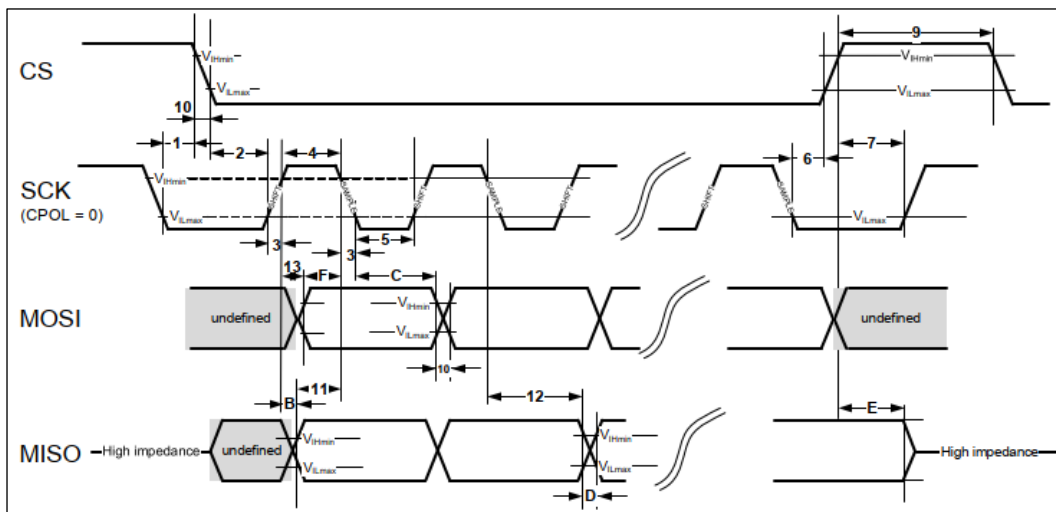 9
CS
VIHmin
VIHmin
VILmax
VILmax
10
1
2
4
6
7
SCK
(CPOL = 0)
VIHmin
SHIFT
SAMPLE
SHIFT
SAMPLE
SHIFT
SHIFT
SAMPLE
VILmax
VILmax
3
3
5
13
F
C
MOSI
undefined
VIHmin
VILmax
undefined
10
11
B
12
E
MISO
High impedance
undefined
VIHmin
VILmax
VIHmin
VILmax
High impedance
D